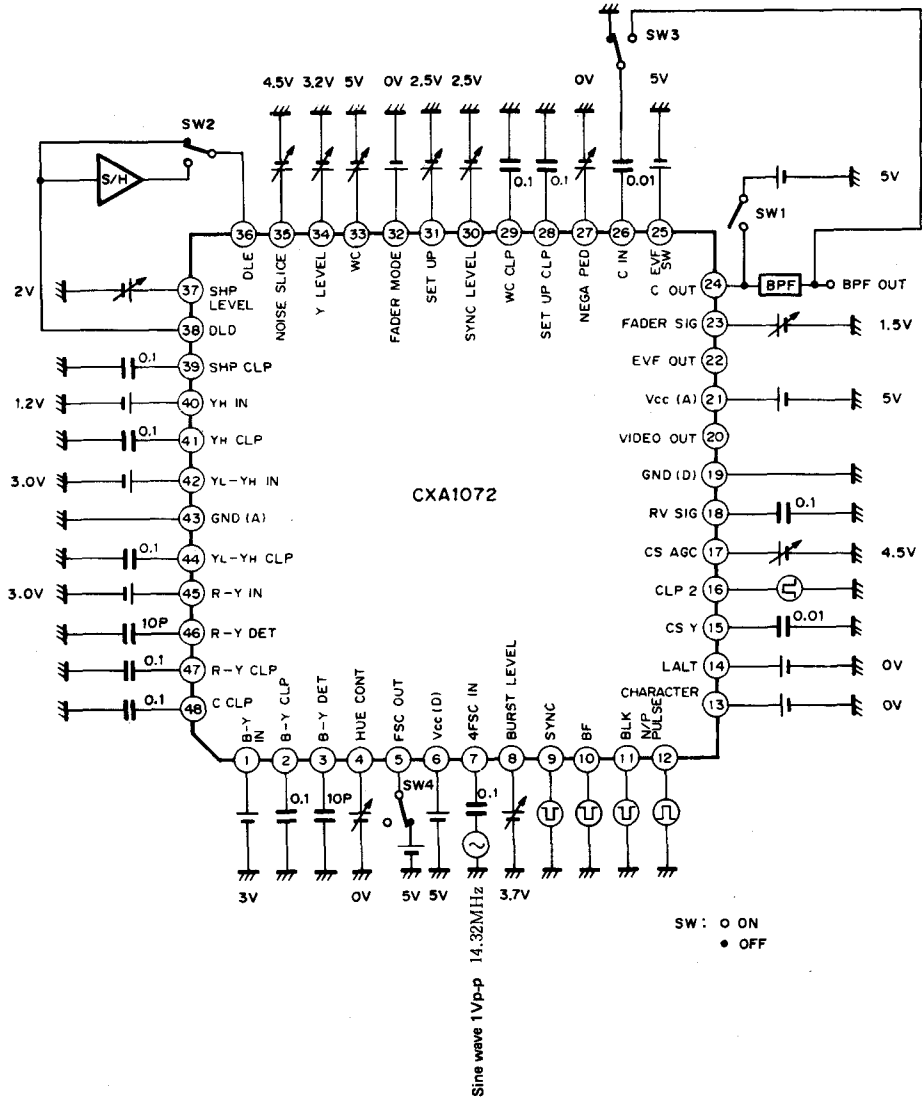 SW3
4.5V 3.2V 5V 0V 2.5V 2.5V 0V 5V
SW2
S/H
0.1 0.1 0.01
5V
SW1
36 35 34 33 32 31 30 29 28 27 26 25
DLE
NOISE SLICE
Y LEVEL
WC
FADER MODE
SET UP
SYNC LEVEL
WC CLP
SET UP CLP
NEGA PED
C IN
EVF SW
2V 37 SHP LEVEL
38 DLD
0.1 39 SHP CLP
1.2V 40 YH IN
0.1 41 YH CLP
3.0V 42 YL-YH IN
43 GND (A)
0.1 44 YL-YH CLP
3.0V 45 R-Y IN
10P 46 R-Y DET
0.1 47 R-Y CLP
0.1 48 C CLP
CXA1072
C OUT 24 BPF BPF OUT
FADER SIG 23 1.5V
EVF OUT 22
Vcc (A) 21 5V
VIDEO OUT 20
GND (D) 19
RV SIG 18 0.1
CS AGC 17 4.5V
CLP 2 16
CS Y 15 0.01
LALT 14 0V
CHARACTER 13 0V
B-Y IN
B-Y CLP
B-Y DET
HUE CONT
FSC OUT
Vcc (D)
4FSC IN
BURST LEVEL
SYNC
BF
BLK
N/P PULSE
1 2 3 4 5 6 7 8 9 10 11 12
SW4
0.1 10P 0.1
3V 0V 5V 5V 3.7V
Sine wave 1Vp-p 14.32MHz
SW: ○ ON
● OFF